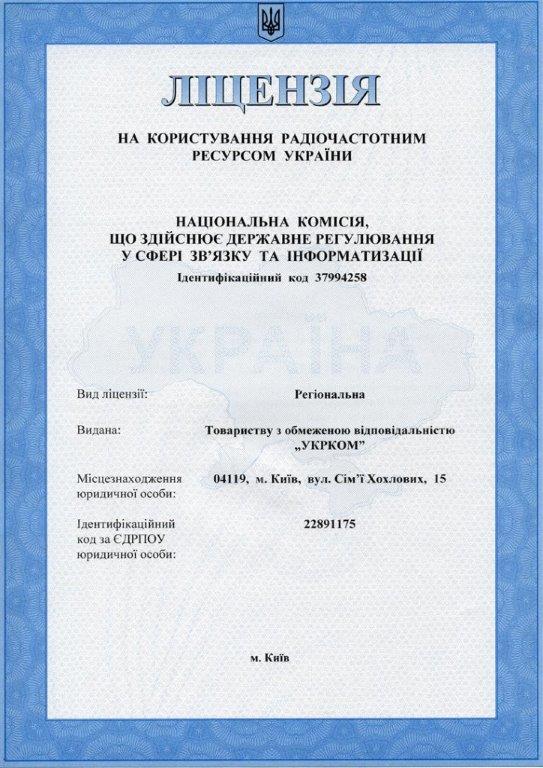 ЛІЦЕНЗІЯ
НА КОРИСТУВАННЯ РАДІОЧАСТОТНИМ
РЕСУРСОМ УКРАЇНИ
НАЦІОНАЛЬНА КОМІСІЯ,
ЩО ЗДІЙСНЮЄ ДЕРЖАВНЕ РЕГУЛЮВАННЯ
У СФЕРІ ЗВ'ЯЗКУ ТА ІНФОРМАТИЗАЦІЇ
Ідентифікаційний код 37994258
УКРАЇНА
Вид ліцензії: Регіональна
Видана: Товариству з обмеженою відповідальністю
„УКРКОМ”
Місцезнаходження 04119, м. Київ, вул. Сім'ї Хохлових, 15
юридичної особи:
Ідентифікаційний 22891175
код за ЄДРПОУ
юридичної особи:
м. Київ